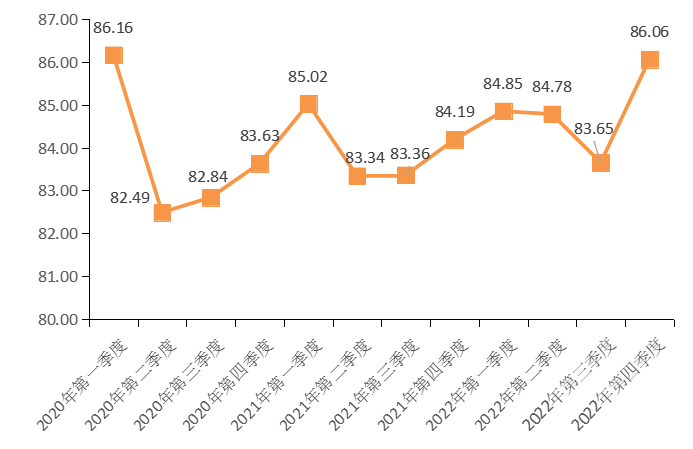 87.00
86.00
85.00
84.00
83.00
82.00
81.00
80.00
86.16
82.49
82.84
83.63
85.02
83.34
83.36
84.19
84.85
84.78
83.65
86.06
2020年第一季度
2020年第二季度
2020年第三季度
2020年第四季度
2021年第一季度
2021年第二季度
2021年第三季度
2021年第四季度
2022年第一季度
2022年第二季度
2022年第三季度
2022年第四季度